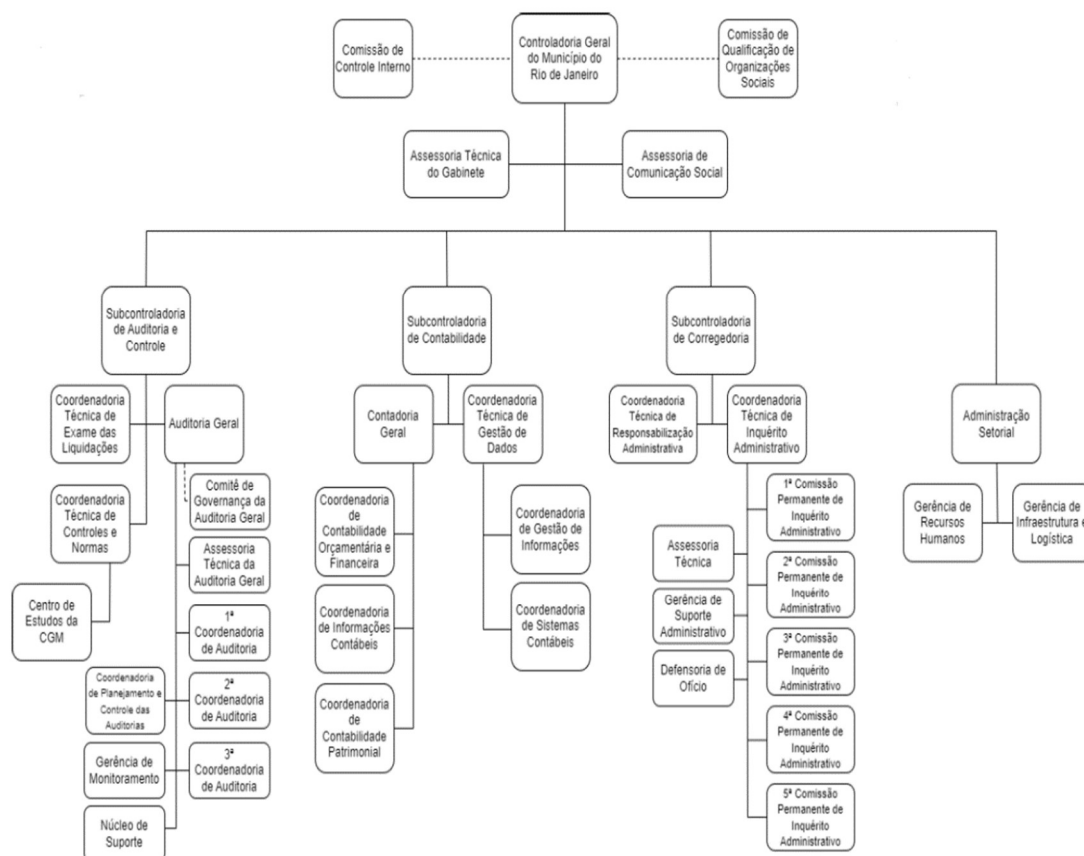 Comissão de
Controle Interno
Controladoria Geral
do Município do
Rio de Janeiro
Comissão de
Qualificação de
Organizações
Sociais
Assessoria Técnica
do Gabinete
Assessoria de
Comunicação Social
Subcontroladoria
de Auditoria e
Controle
Subcontroladoria
de Contabilidade
Subcontroladoria
de Corregedoria
Administração
Setorial
Coordenadoria
Técnica de
Exame das
Liquidações
Auditoria Geral
Coordenadoria
Técnica de
Controles e
Normas
Centro de
Estudos da
CGM
Comitê de
Governança da
Auditoria Geral
Assessoria
Técnica da
Auditoria Geral
1ª
Coordenadoria
de Auditoria
Coordenadoria
de Planejamento e
Controle das
Auditorias
2ª
Coordenadoria
de Auditoria
Gerência de
Monitoramento
3ª
Coordenadoria
de Auditoria
Núcleo de
Suporte
Contadoria
Geral
Coordenadoria
Técnica de
Gestão de
Dados
Coordenadoria
de
Contabilidade
Orçamentária e
Financeira
Coordenadoria
de Informações
Contábeis
Coordenadoria
de
Contabilidade
Patrimonial
Coordenadoria
de Gestão de
Informações
Coordenadoria
de Sistemas
Contábeis
Coordenadoria
Técnica de
Responsabilização
Administrativa
Coordenadoria
Técnica de
Inquérito
Administrativo
Assessoria
Técnica
Gerência de
Suporte
Administrativo
Defensoria de
Ofício
1ª Comissão
Permanente de
Inquérito
Administrativo
2ª Comissão
Permanente de
Inquérito
Administrativo
3ª Comissão
Permanente de
Inquérito
Administrativo
4ª Comissão
Permanente de
Inquérito
Administrativo
5ª Comissão
Permanente de
Inquérito
Administrativo
Gerência de
Recursos
Humanos
Gerência de
Infraestrutura e
Logística